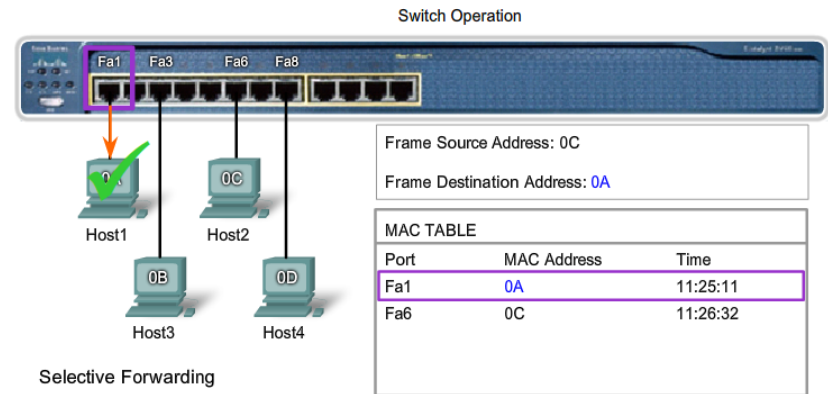 Switch Operation
Fa1 Fa3 Fa6 Fa8
Frame Source Address: 0C
Frame Destination Address: 0A
0C
Host1 Host2
0B 0D
Host3 Host4
MAC TABLE
Port MAC Address Time
Fa1 0A 11:25:11
Fa6 0C 11:26:32
Selective Forwarding